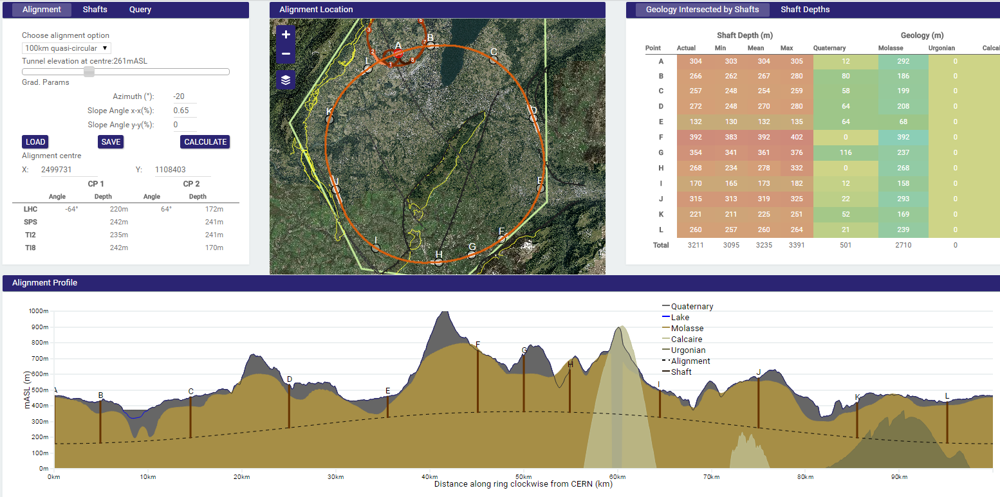 Alignment Shafts Query
Choose alignment option
100km quasi-circular ▼
Tunnel elevation at centre:261mASL
Grad. Params
Azimuth (°): -20
Slope Angle x-x(%): 0.65
Slope Angle y-y(%): 0
LOAD SAVE CALCULATE
Alignment centre
X: 2499731 Y: 1108403
CP 1 CP 2
Angle Depth Angle Depth
LHC -64° 220m 64° 172m
SPS 242m 241m
TI2 235m 241m
TI8 242m 170m
Alignment Location
+
−
A
B
C
D
E
F
G
H
I
J
K
L
1
2
3
6
7
8
Geology Intersected by Shafts Shaft Depths
Shaft Depth (m) Geology (m)
Point Actual Min Mean Max Quaternary Molasse Urgonian Calcai
A 304 303 304 305 12 292 0
B 266 262 267 280 80 186 0
C 257 248 254 259 58 199 0
D 272 248 270 280 64 208 0
E 132 130 132 135 64 68 0
F 392 383 392 402 0 392 0
G 354 341 361 376 116 237 0
H 268 234 278 332 0 268 0
I 170 165 173 182 12 158 0
J 315 313 319 325 22 293 0
K 221 211 225 251 52 169 0
L 260 257 260 264 21 239 0
Total 3211 3095 3235 3391 501 2710 0
Alignment Profile
mASL (m)
1000m
900m
800m
700m
600m
500m
400m
300m
200m
100m
0m
A B C D E F G H I J K L
Quaternary
Lake
Molasse
Calcaire
Urgonian
Alignment
Shaft
0km 10km 20km 30km 40km 50km 60km 70km 80km 90km
Distance along ring clockwise from CERN (km)